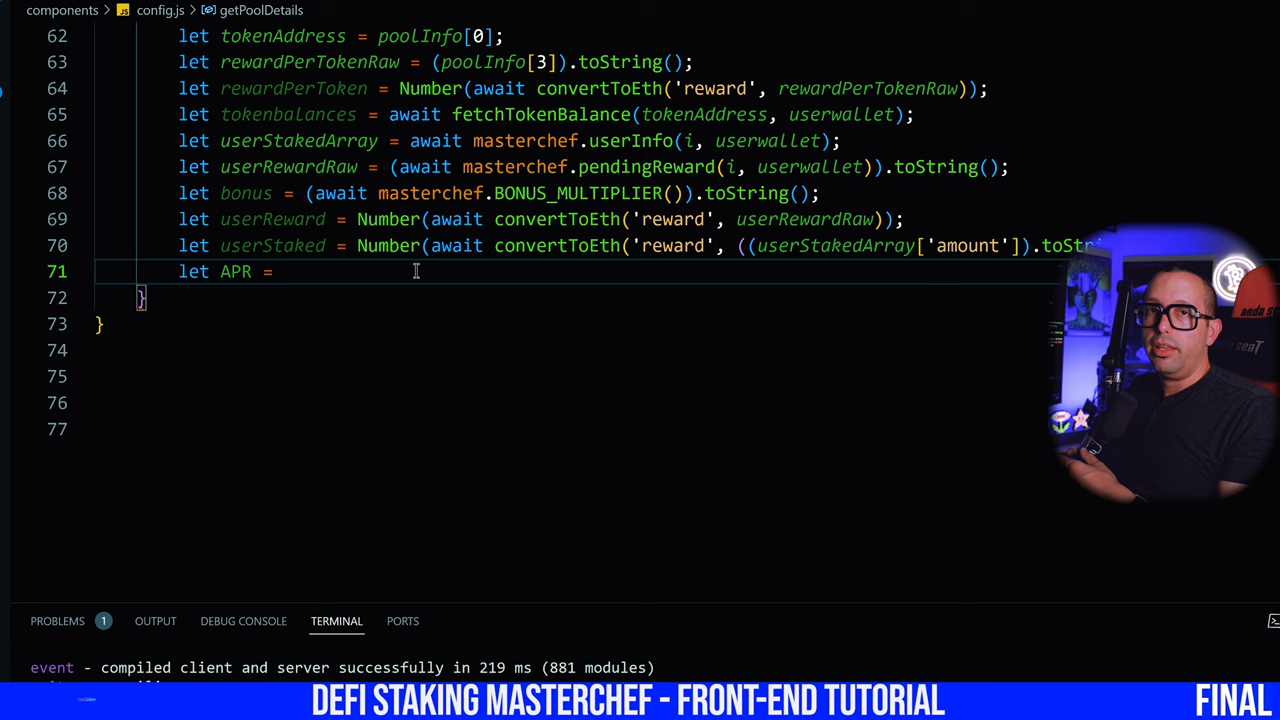 components > JS config.js > getPoolDetails
62 let tokenAddress = poolInfo[0];
63 let rewardPerTokenRaw = (poolInfo[3]).toString();
64 let rewardPerToken = Number(await convertToEth('reward', rewardPerTokenRaw));
65 let tokenbalances = await fetchTokenBalance(tokenAddress, userwallet);
66 let userStakedArray = await masterchef.userInfo(i, userwallet);
67 let userRewardRaw = (await masterchef.pendingReward(i, userwallet)).toString();
68 let bonus = (await masterchef.BONUS_MULTIPLIER()).toString();
69 let userReward = Number(await convertToEth('reward', userRewardRaw));
70 let userStaked = Number(await convertToEth('reward', ((userStakedArray['amount']).toStri
71 let APR =
72 }
73 }
74
75
76
77
PROBLEMS 1 OUTPUT DEBUG CONSOLE TERMINAL PORTS
event - compiled client and server successfully in 219 ms (881 modules)
DEFI STAKING MASTERCHEF - FRONT-END TUTORIAL
FINAL